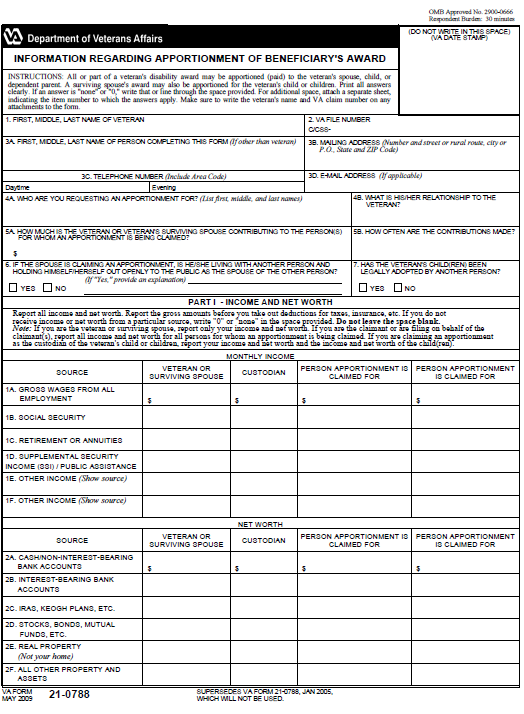 OMB Approved No. 2900-0666
Respondent Burden: 30 minutes
VA
Department of Veterans Affairs
(DO NOT WRITE IN THIS SPACE)
(VA DATE STAMP)
INFORMATION REGARDING APPORTIONMENT OF BENEFICIARY'S AWARD
INSTRUCTIONS: All or part of a veteran's disability award may be apportioned (paid) to the veteran's spouse, child, or
dependent parent. A surviving spouse's award may also be apportioned for the veteran's child or children. Print all answers
clearly. If an answer is "none" or "0," write that or line through the space provided. For additional space, attach a separate sheet,
indicating the item number to which the answers apply. Make sure to write the veteran's name and VA claim number on any
attachments to the form.
1. FIRST, MIDDLE, LAST NAME OF VETERAN
2. VA FILE NUMBER
C/CSS-
3A. FIRST, MIDDLE, LAST NAME OF PERSON COMPLETING THIS FORM (If other than veteran)
3B. MAILING ADDRESS (Number and street or rural route, city or
P.O., State and ZIP Code)
3C. TELEPHONE NUMBER (Include Area Code)
3D. E-MAIL ADDRESS (If applicable)
Daytime
Evening
4A. WHO ARE YOU REQUESTING AN APPORTIONMENT FOR? (List first, middle, and last names)
4B. WHAT IS HIS/HER RELATIONSHIP TO THE
VETERAN?
5A. HOW MUCH IS THE VETERAN OR VETERAN'S SURVIVING SPOUSE CONTRIBUTING TO THE PERSON(S)
FOR WHOM AN APPORTIONMENT IS BEING CLAIMED?
$
5B. HOW OFTEN ARE THE CONTRIBUTIONS MADE?
6. IF THE SPOUSE IS CLAIMING AN APPORTIONMENT, IS HE/SHE LIVING WITH ANOTHER PERSON AND
HOLDING HIMSELF/HERSELF OUT OPENLY TO THE PUBLIC AS THE SPOUSE OF THE OTHER PERSON?
(If "Yes," provide an explanation)
YES NO
7. HAS THE VETERAN'S CHILD(REN) BEEN
LEGALLY ADOPTED BY ANOTHER PERSON?
YES NO
PART I - INCOME AND NET WORTH
Report all income and net worth. Report the gross amounts before you take out deductions for taxes, insurance, etc. If you do not
receive income or net worth from a particular source, write "0" or "none" in the space provided. Do not leave the space blank.
Note: If you are the veteran or surviving spouse, report only your income and net worth. If you are the claimant or are filing on behalf of the
claimant(s), report all income and net worth for all persons for whom an apportionment is being claimed. If you are claiming an apportionment
as the custodian of the veteran's child or children, report your income and net worth and the income and net worth of the child(ren).
MONTHLY INCOME
SOURCE
VETERAN OR
SURVIVING SPOUSE
CUSTODIAN
PERSON APPORTIONMENT IS
CLAIMED FOR
PERSON APPORTIONMENT
IS CLAIMED FOR
1A. GROSS WAGES FROM ALL
EMPLOYMENT
$ $ $ $
1B. SOCIAL SECURITY
1C. RETIREMENT OR ANNUITIES
1D. SUPPLEMENTAL SECURITY
INCOME (SSI) / PUBLIC ASSISTANCE
1E. OTHER INCOME (Show source)
1F. OTHER INCOME (Show source)
NET WORTH
SOURCE
VETERAN OR
SURVIVING SPOUSE
CUSTODIAN
PERSON APPORTIONMENT IS
CLAIMED FOR
PERSON APPORTIONMENT
IS CLAIMED FOR
2A. CASH/NON-INTEREST-BEARING
BANK ACCOUNTS
$ $ $ $
2B. INTEREST-BEARING BANK
ACCOUNTS
2C. IRAS, KEOGH PLANS, ETC.
2D. STOCKS, BONDS, MUTUAL
FUNDS, ETC.
2E. REAL PROPERTY
(Not your home)
2F. ALL OTHER PROPERTY AND
ASSETS
VA FORM
MAY 2009
21-0788
SUPERSEDES VA FORM 21-0788, JAN 2005,
WHICH WILL NOT BE USED.